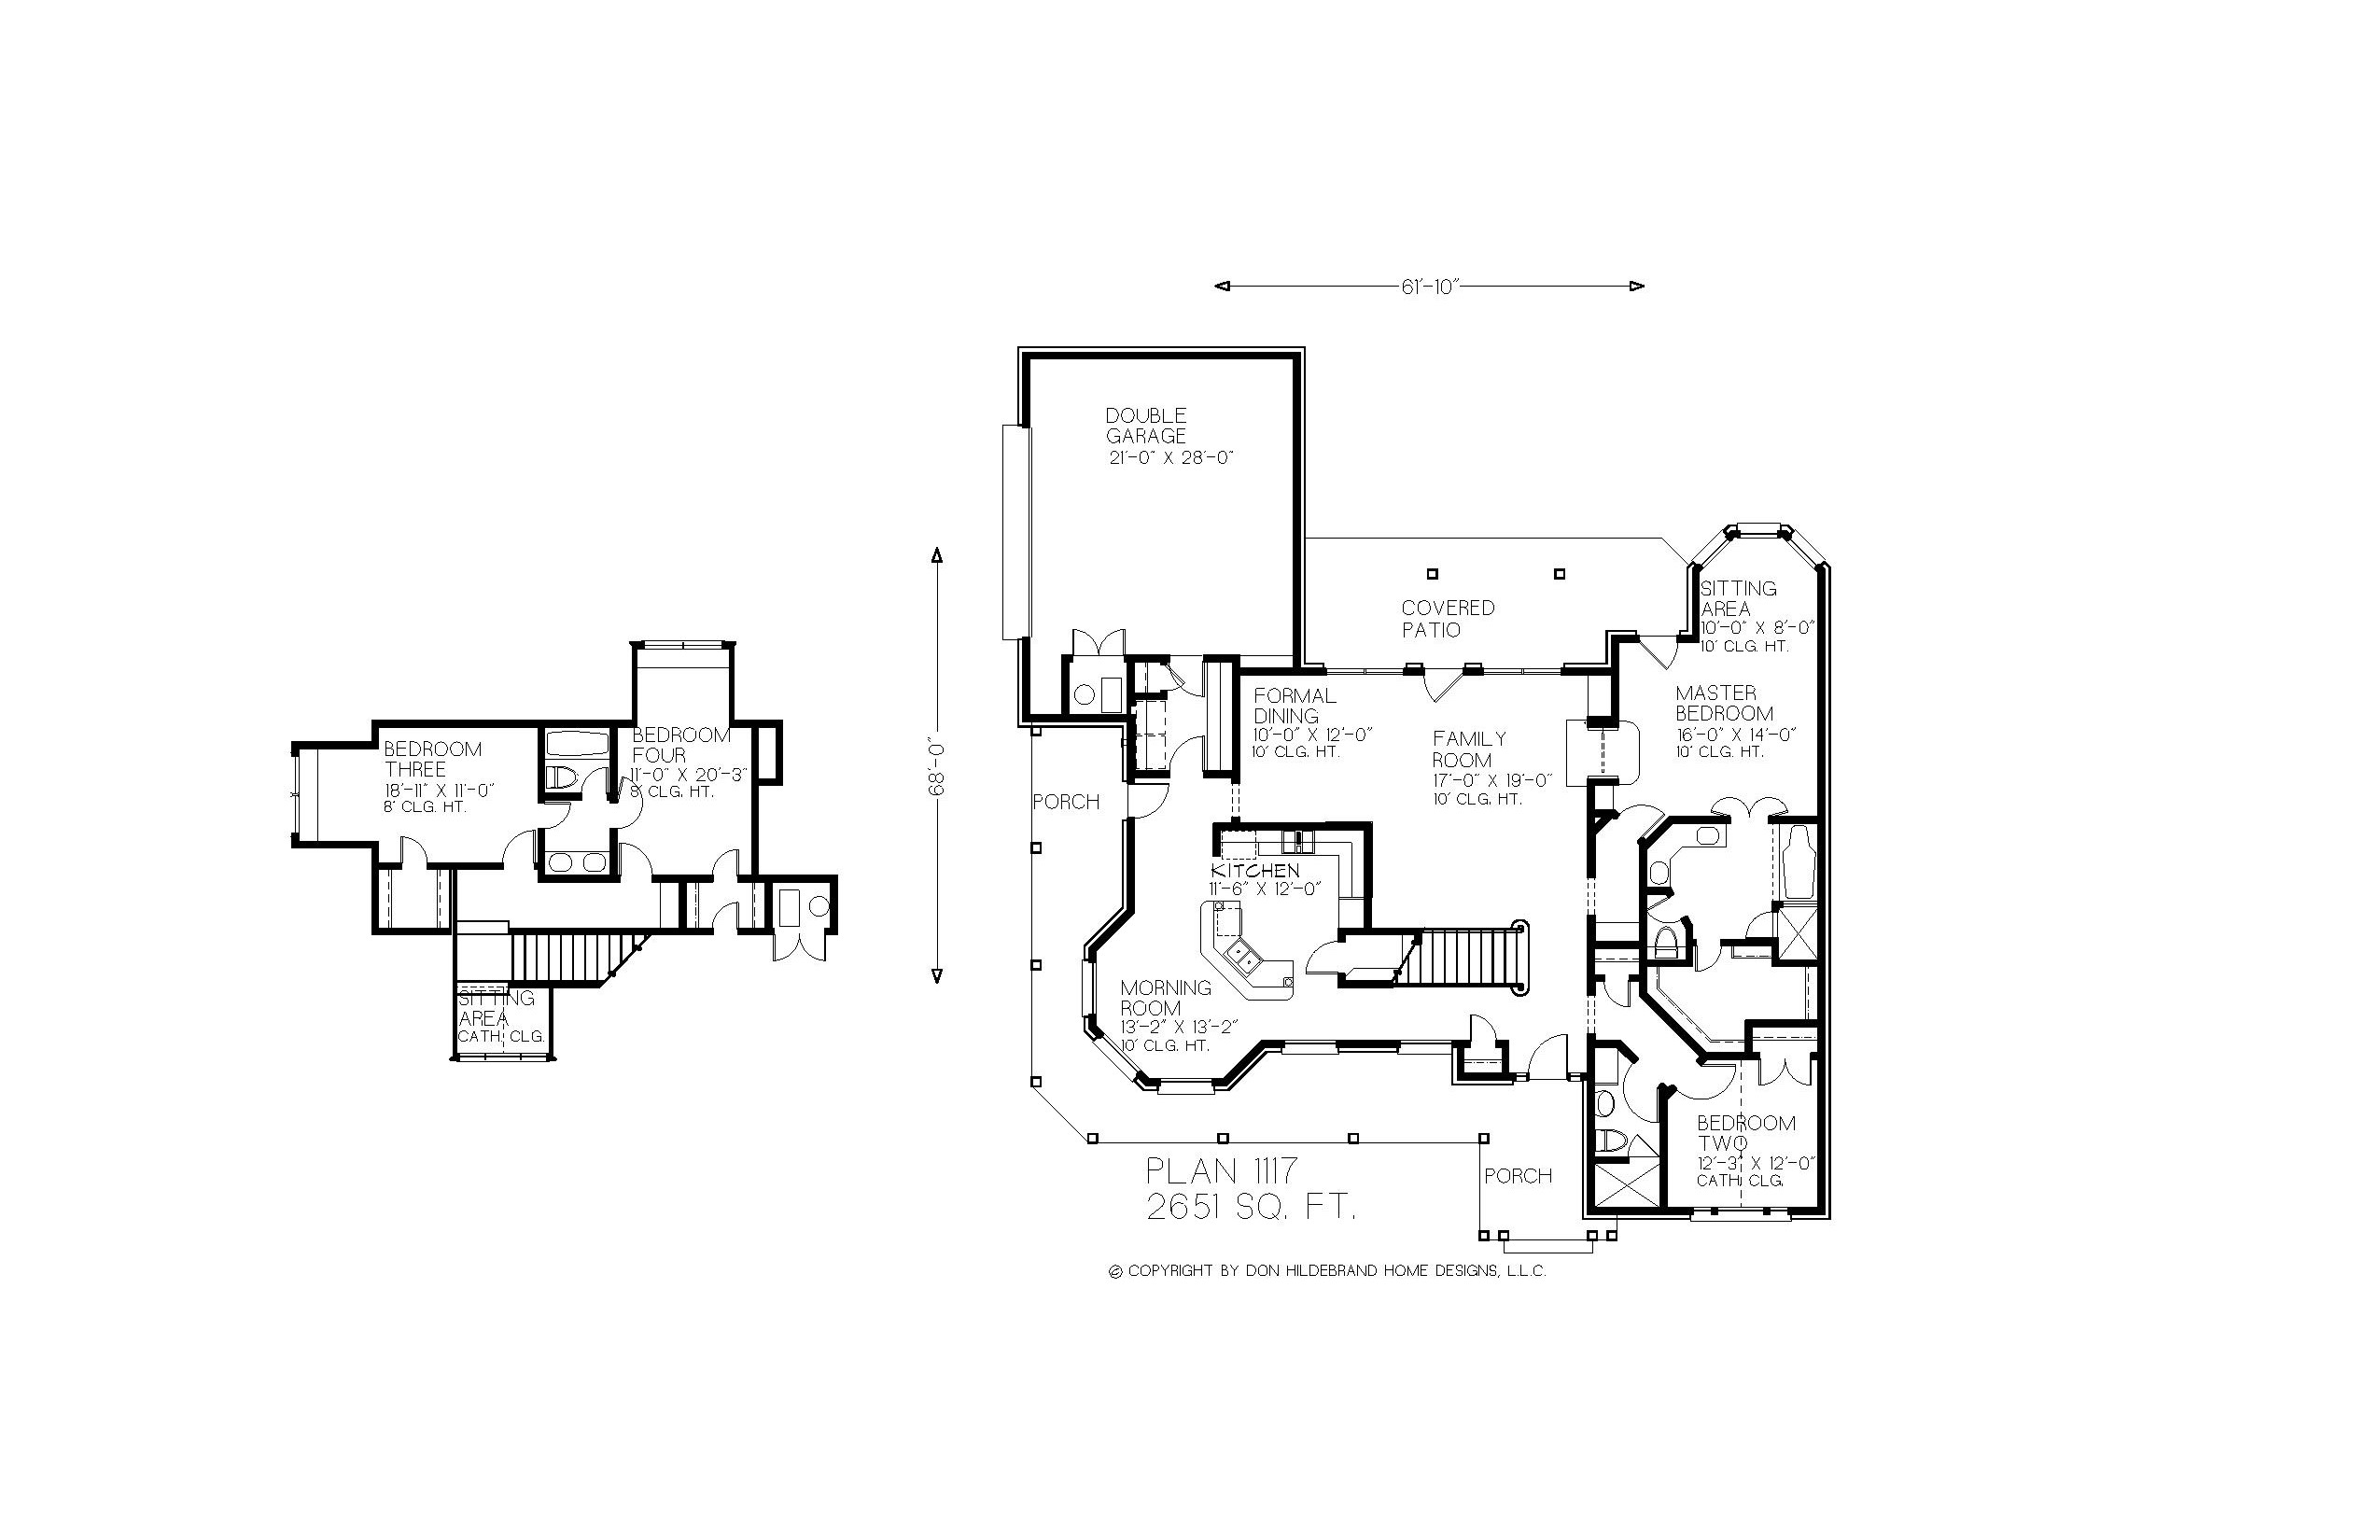 61'-10"
DOUBLE
GARAGE
21'-0" X 28'-0"
68'-0"
COVERED
PATIO
SITTING
AREA
10'-0" X 8'-0"
10' CLG. HT.
MASTER
BEDROOM
16'-0" X 14'-0"
10' CLG. HT.
FORMAL
DINING
10'-0" X 12'-0"
10' CLG. HT.
FAMILY
ROOM
17'-0" X 19'-0"
10' CLG. HT.
PORCH
KITCHEN
11'-6" X 12'-0"
MORNING
ROOM
13'-2" X 13'-2"
10' CLG. HT.
BEDROOM
TWO
12'-3" X 12'-0"
CATH. CLG.
PORCH
BEDROOM
THREE
18'-11" X 11'-0"
8' CLG. HT.
BEDROOM
FOUR
11'-0" X 20'-3"
8' CLG. HT.
SITTING
AREA
CATH. CLG.
PLAN 1117
2651 SQ. FT.
© COPYRIGHT BY DON HILDEBRAND HOME DESIGNS, L.L.C.